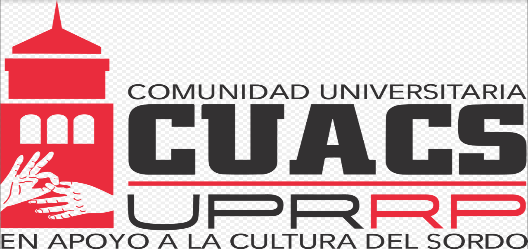 COMUNIDAD UNIVERSITARIA
CUACS
UPRRP
EN APOYO A LA CULTURA DEL SORDO